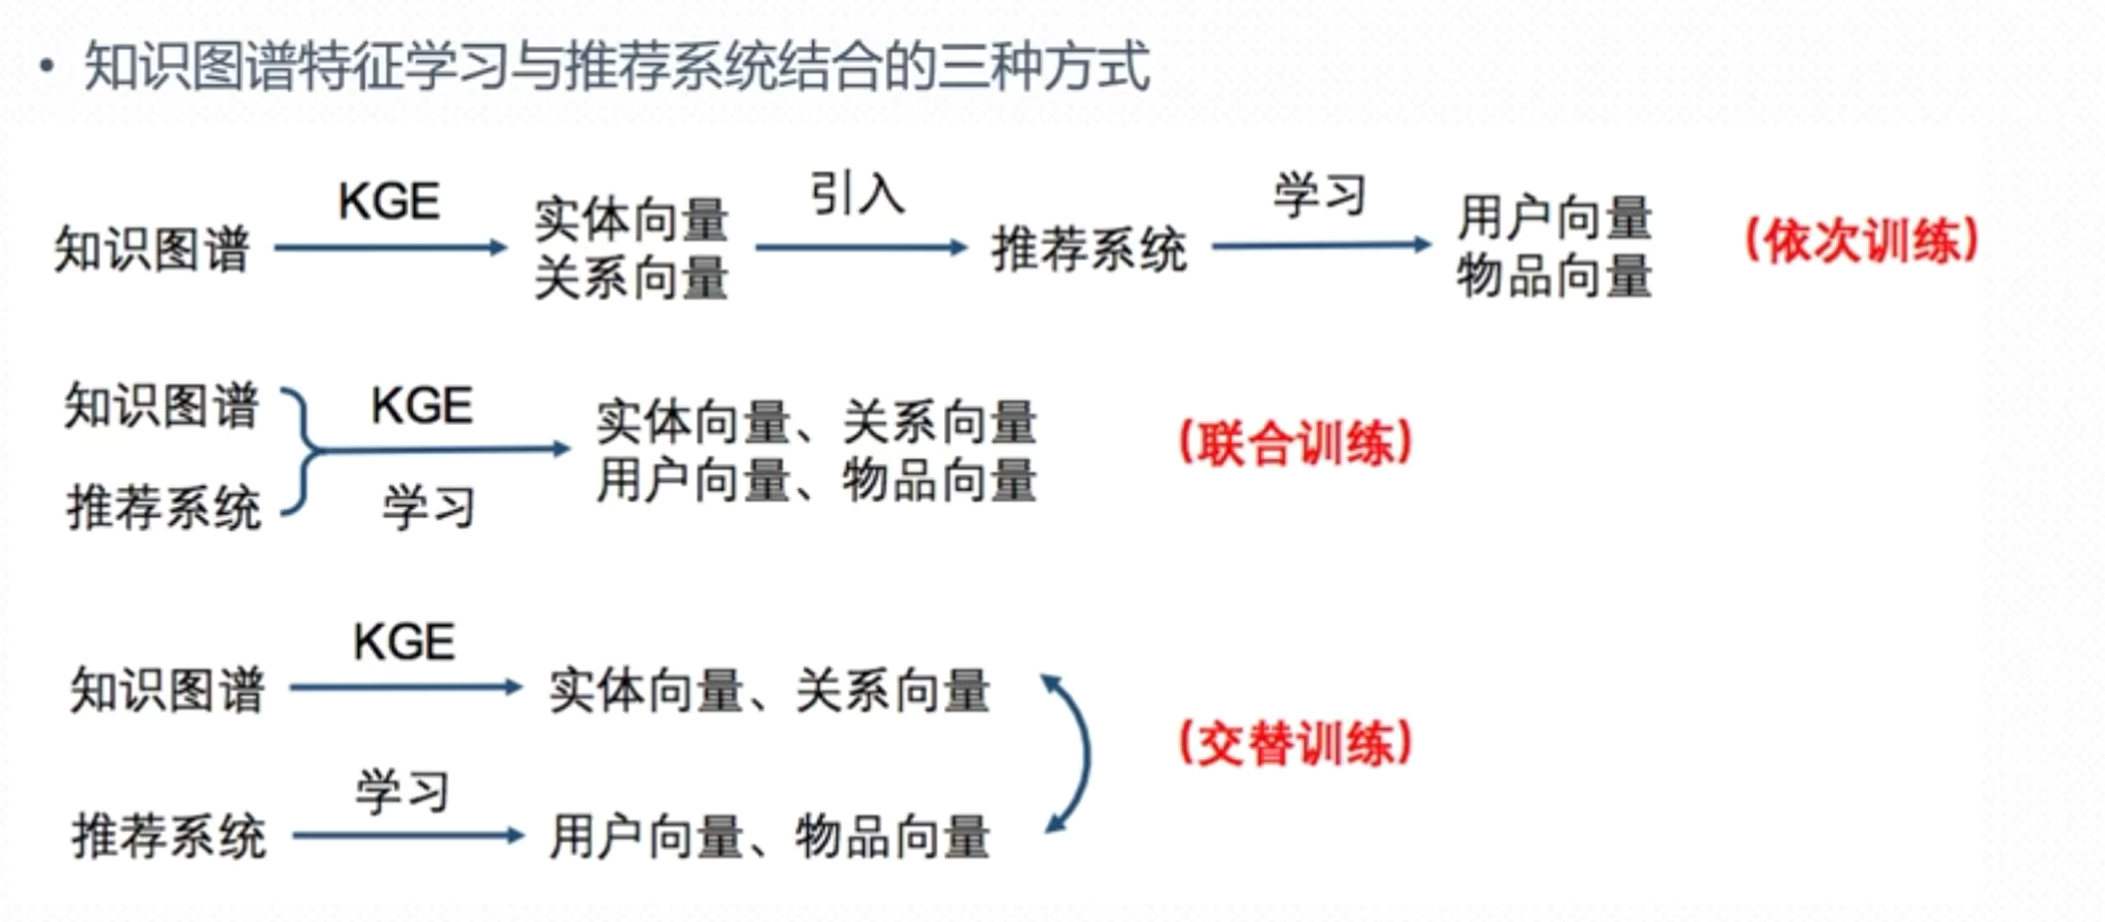 • 知识图谱特征学习与推荐系统结合的三种方式
知识图谱 KGE 实体向量 引入 推荐系统 学习 用户向量 (依次训练)
关系向量 物品向量
知识图谱 KGE 实体向量、关系向量 (联合训练)
推荐系统 学习 用户向量、物品向量
知识图谱 KGE 实体向量、关系向量
(交替训练)
推荐系统 学习 用户向量、物品向量